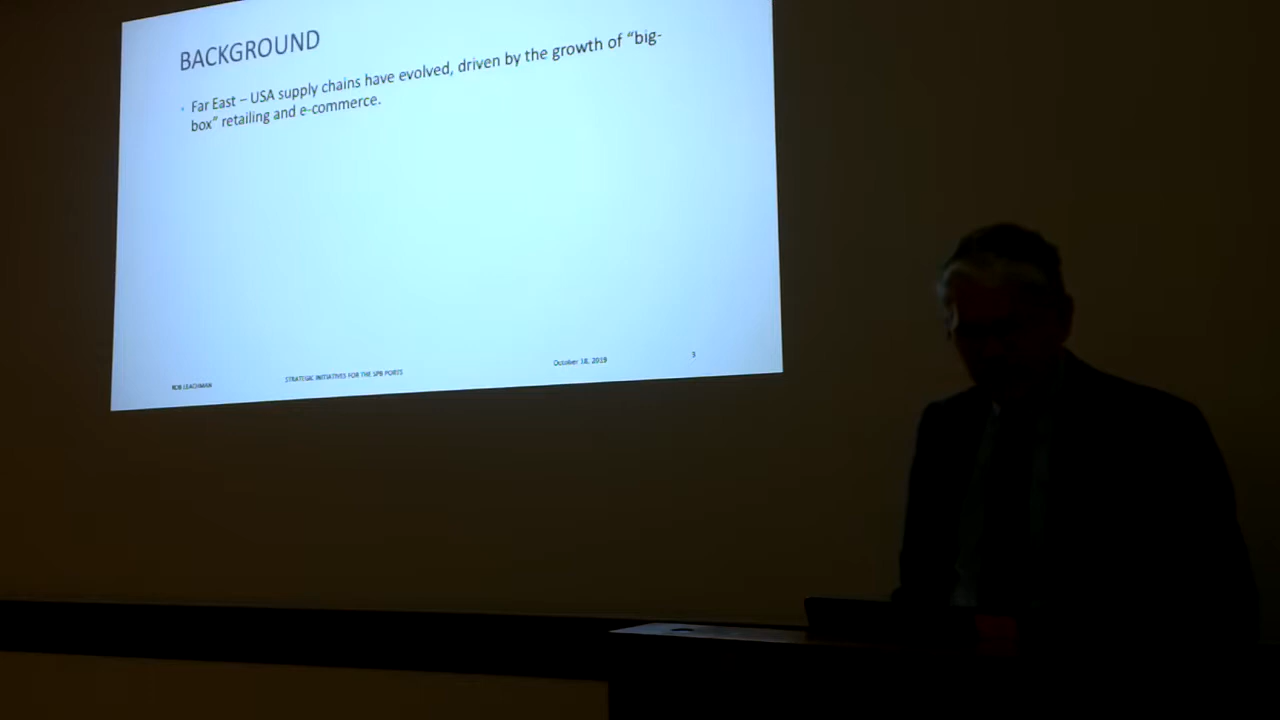 BACKGROUND
• Far East – USA supply chains have evolved, driven by the growth of “big-
box” retailing and e-commerce.
ROB LEACHMAN
STRATEGIC INITIATIVES FOR THE SPB PORTS
October 18, 2019
3